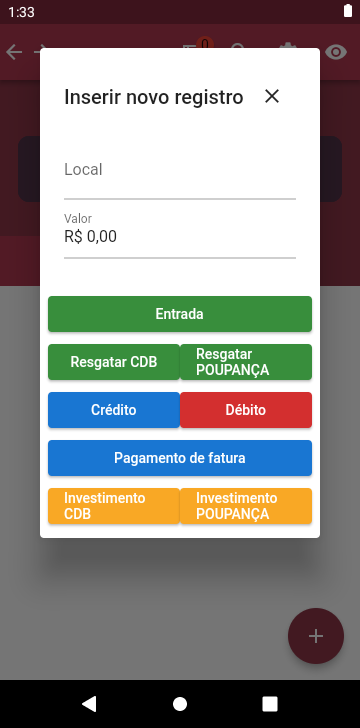 1:33
0
Inserir novo registro
Local
Valor
R$ 0,00
Entrada
Resgatar CDB
Resgatar
POUPANÇA
Crédito
Débito
Pagamento de fatura
Investimento
CDB
Investimento
POUPANÇA